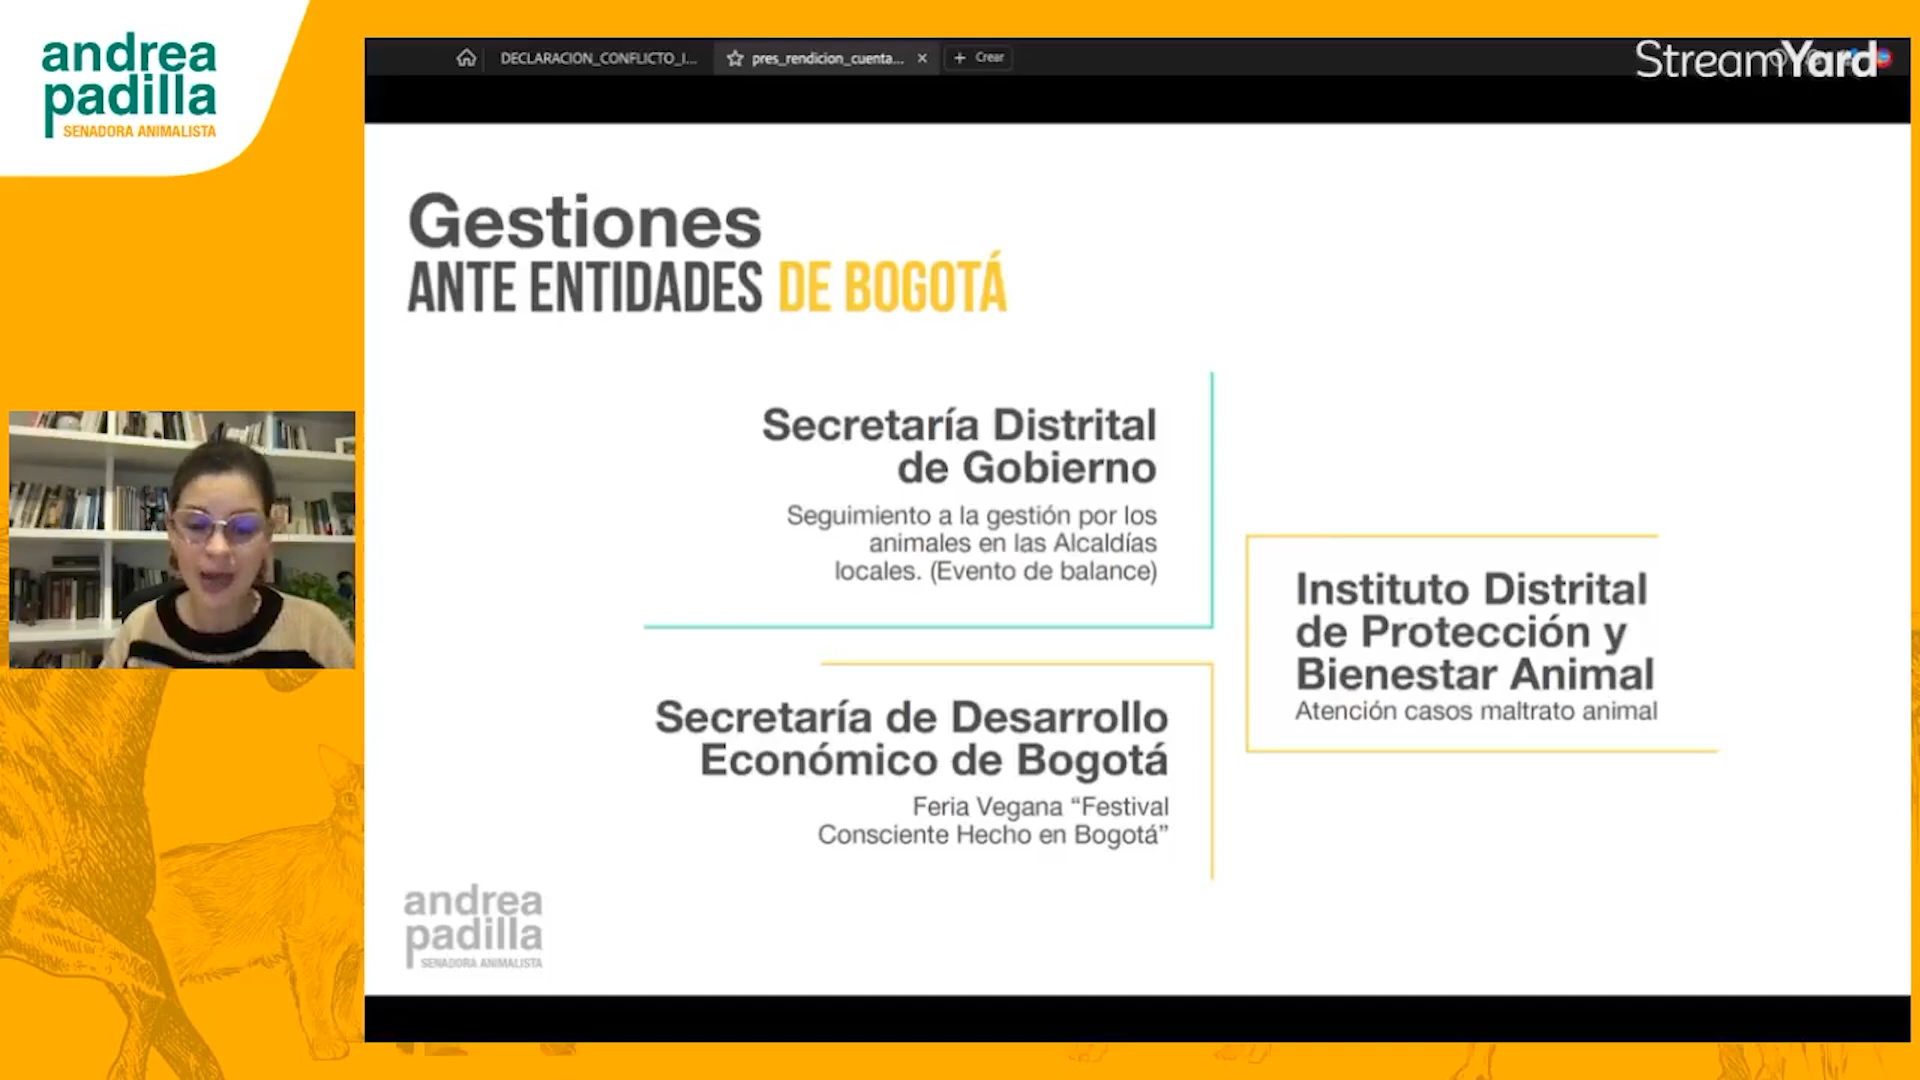 andrea
padilla
SENADORA ANIMALISTA
DECLARACION_CONFLICTO_I...
pres_rendicion_cuenta...
Crear
StreamYard
Gestiones
ANTE ENTIDADES DE BOGOTÁ
Secretaría Distrital
de Gobierno
Seguimiento a la gestión por los
animales en las Alcaldías
locales. (Evento de balance)
Instituto Distrital
de Protección y
Bienestar Animal
Atención casos maltrato animal
Secretaría de Desarrollo
Económico de Bogotá
Feria Vegana “Festival
Consciente Hecho en Bogotá”
andrea
padilla
SENADORA ANIMALISTA